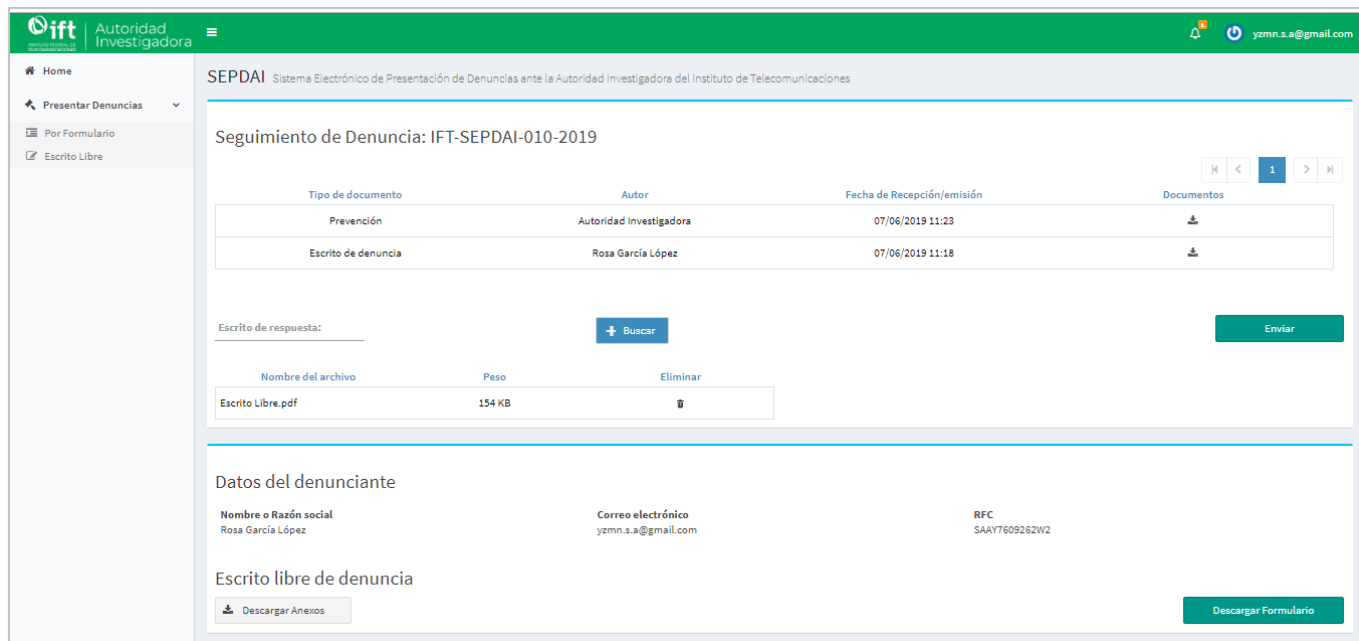 ift Autoridad Investigadora
INSTITUTO FEDERAL DE TELECOMUNICACIONES
yzmn.s.a@gmail.com
Home
Presentar Denuncias
Por Formulario
Escrito Libre
SEPDAI Sistema Electrónico de Presentación de Denuncias ante la Autoridad Investigadora del Instituto de Telecomunicaciones
Seguimiento de Denuncia: IFT-SEPDAI-010-2019
1
Tipo de documento Autor Fecha de Recepción/emisión Documentos
Prevención Autoridad Investigadora 07/06/2019 11:23
Escrito de denuncia Rosa García López 07/06/2019 11:18
Escrito de respuesta: Buscar Enviar
Nombre del archivo Peso Eliminar
Escrito Libre.pdf 154 KB
Datos del denunciante
Nombre o Razón social Correo electrónico RFC
Rosa García López yzmn.s.a@gmail.com SAAY7609262W2
Escrito libre de denuncia
Descargar Anexos Descargar Formulario